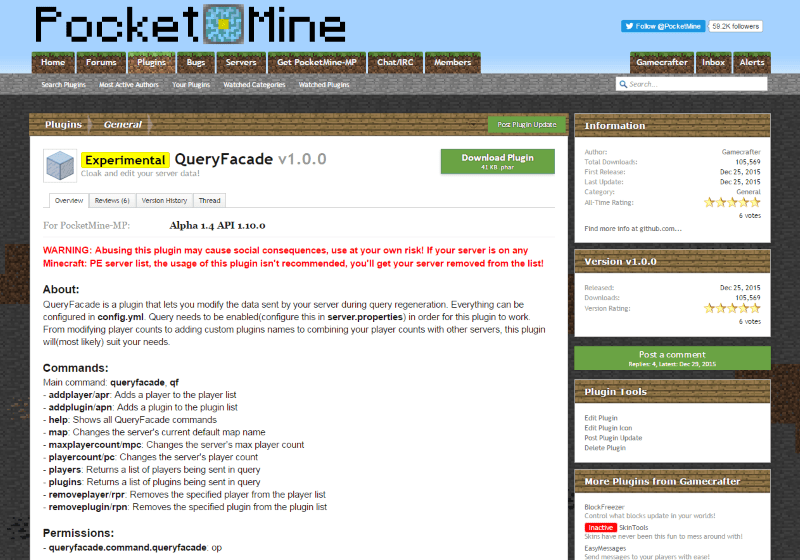 Pocket Mine
Follow @PocketMine 59.2K followers
Home Forums Plugins Bugs Servers Get PocketMine-MP Chat/IRC Members Gamecrafter Inbox Alerts
Search Plugins Most Active Authors Your Plugins Watched Categories Watched Plugins Search...
Plugins General Post Plugin Update
Experimental QueryFacade v1.0.0
Cloak and edit your server data!
Download Plugin
41 KB .phar
Overview Reviews (6) Version History Thread
For PocketMine-MP: Alpha 1.4 API 1.10.0
WARNING: Abusing this plugin may cause social consequences, use at your own risk! If your server is on any
Minecraft: PE server list, the usage of this plugin isn't recommended, you'll get your server removed from the list!
About:
QueryFacade is a plugin that lets you modify the data sent by your server during query regeneration. Everything can be
configured in config.yml. Query needs to be enabled(configure this in server.properties) in order for this plugin to work.
From modifying player counts to adding custom plugins names to combining your player counts with other servers, this plugin
will(most likely) suit your needs.
Commands:
Main command: queryfacade, qf
- addplayer/apr: Adds a player to the player list
- addplugin/apn: Adds a plugin to the plugin list
- help: Shows all QueryFacade commands
- map: Changes the server's current default map name
- maxplayercount/mpc: Changes the server's max player count
- playercount/pc: Changes the server's player count
- players: Returns a list of players being sent in query
- plugins: Returns a list of plugins being sent in query
- removeplayer/rpr: Removes the specified player from the player list
- removeplugin/rpn: Removes the specified plugin from the plugin list
Permissions:
- queryfacade.command.queryfacade: op
Information
Author: Gamecrafter
Total Downloads: 105,569
First Release: Dec 25, 2015
Last Update: Dec 25, 2015
Category: General
All-Time Rating:
6 votes
Find more info at github.com...
Version v1.0.0
Released: Dec 25, 2015
Downloads: 105,569
Version Rating:
6 votes
Post a comment
Replies: 4, Latest: Dec 29, 2015
Plugin Tools
Edit Plugin
Edit Plugin Icon
Post Plugin Update
Delete Plugin
More Plugins from Gamecrafter
BlockFreezer
Control what blocks update in your worlds!
Inactive SkinTools
Skins have never been this fun to mess around with!
EasyMessages
Send messages to your players with ease!